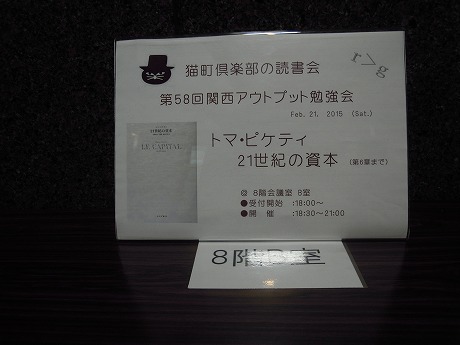 猫町倶楽部の読書会
r>g
第58回関西アウトプット勉強会
Feb. 21, 2015 (Sat.)
トマ・ピケティ
21世紀の資本 (第6章まで)
LE CAPITAL
◎ 8階会議室 8室
●受付開始 :18:00～
●開 催 :18:30～21:00
8階8室